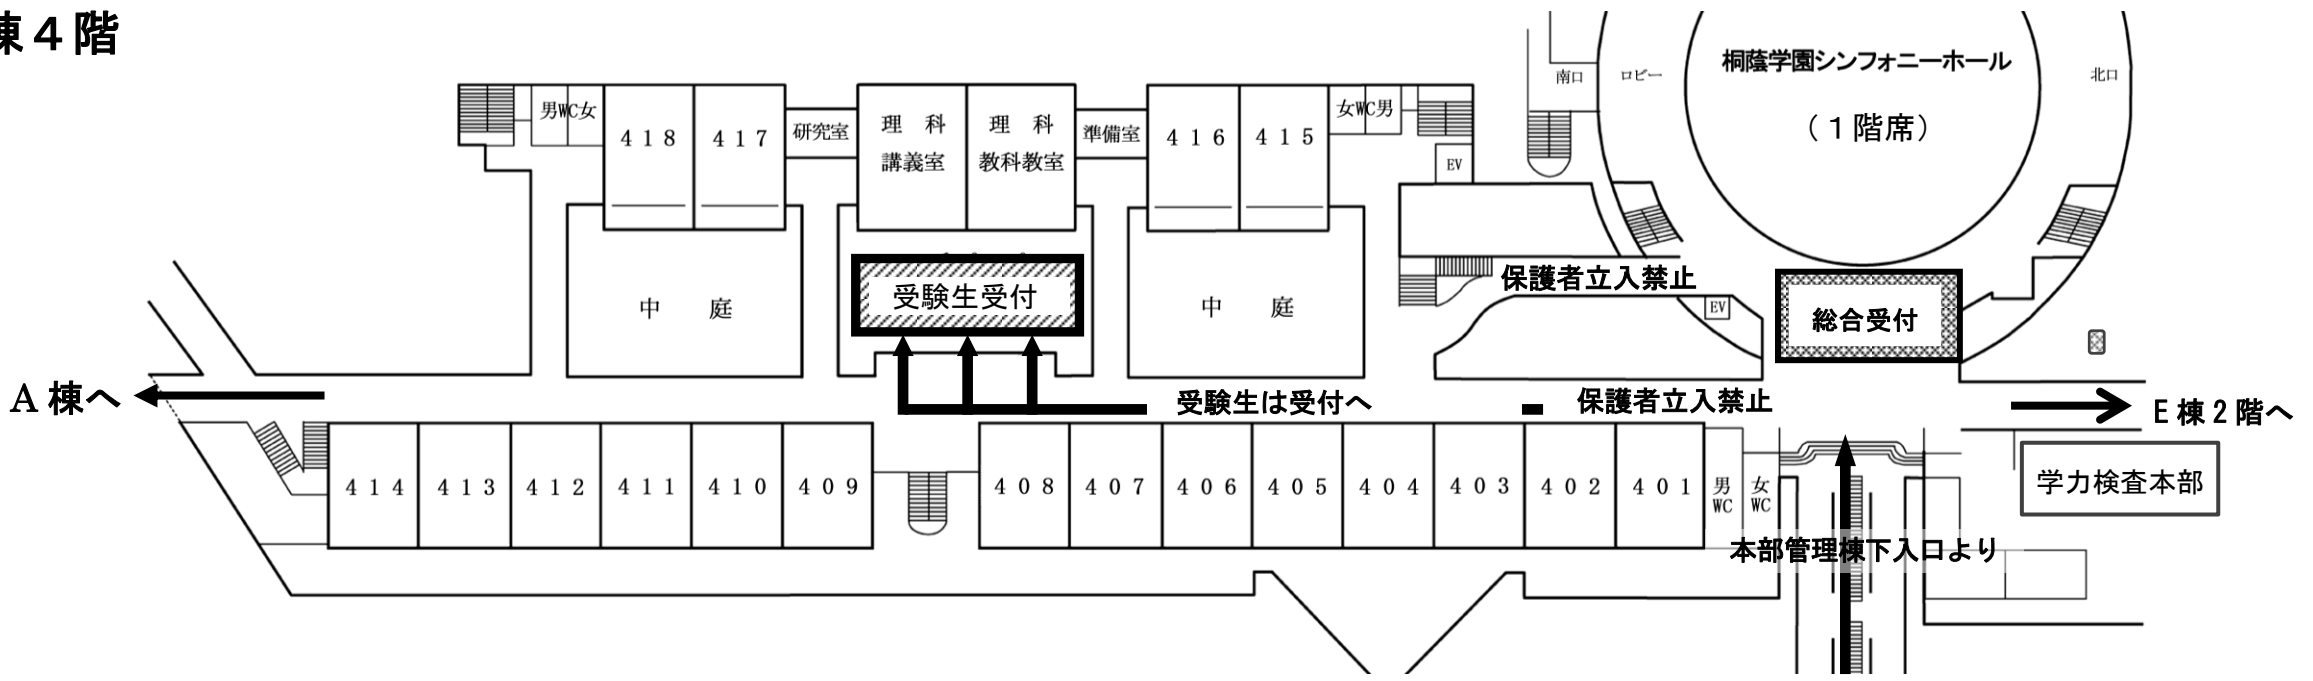 棟４階
桐蔭学園シンフォニーホール
（１階席）
南口
ロビー
北口
男WC女
４１８
４１７
研究室
理　科
講義室
理　科
教科教室
準備室
４１６
４１５
女WC男
EV
中　庭
受験生受付
中　庭
保護者立入禁止
EV
総合受付
A 棟へ
受験生は受付へ
保護者立入禁止
E 棟 2 階へ
４１４
４１３
４１２
４１１
４１０
４０９
４０８
４０７
４０６
４０５
４０４
４０３
４０２
４０１
男
WC
女
WC
学力検査本部
本部管理棟下入口より